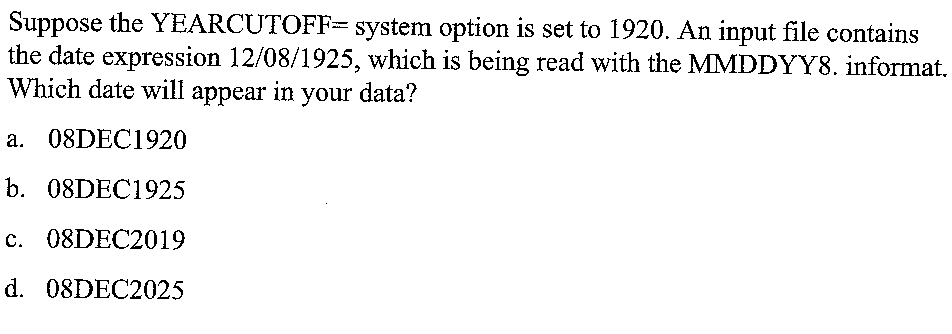 Suppose the YEARCUTOFF= system option is set to 1920. An input file contains
the date expression 12/08/1925, which is being read with the MMDDYY8. informat.
Which date will appear in your data?
a. 08DEC1920
b. 08DEC1925
c. 08DEC2019
d. 08DEC2025